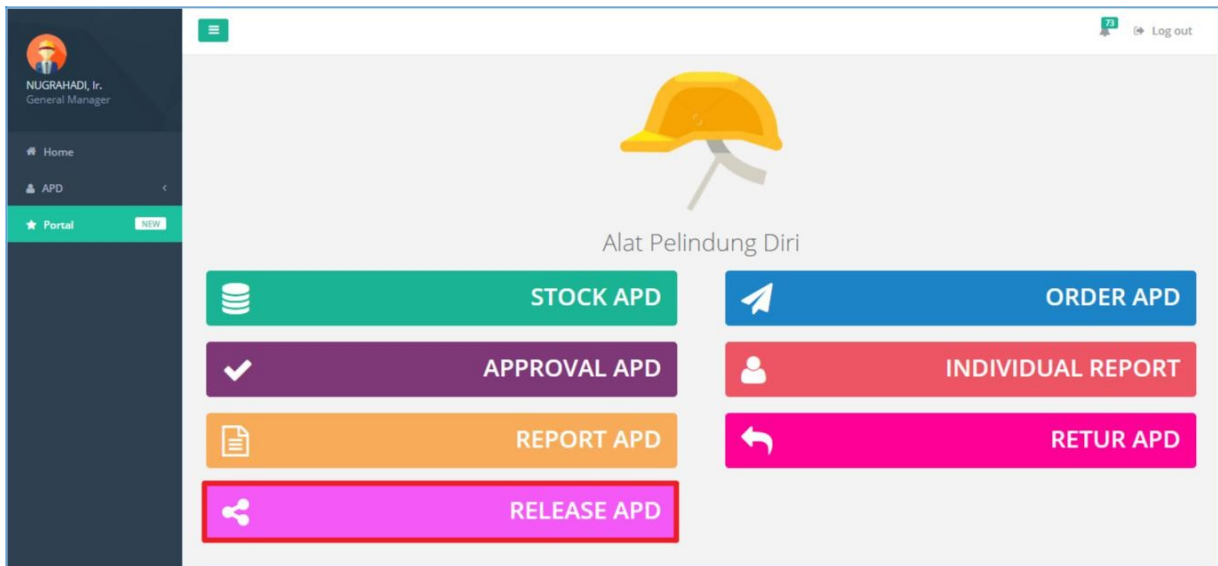 NUGRAHADI, Ir.
General Manager
Home
APD
Portal NEW
73
Log out
Alat Pelindung Diri
STOCK APD
ORDER APD
APPROVAL APD
INDIVIDUAL REPORT
REPORT APD
RETUR APD
RELEASE APD